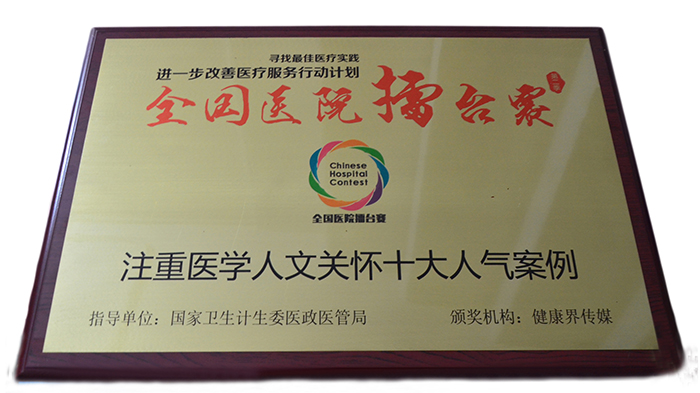 寻找最佳医疗实践
进一步改善医疗服务行动计划
全国医院擂台赛
Chinese
Hospital
Contest
全国医院擂台赛
注重医学人文关怀十大人气案例
指导单位：国家卫生计生委医政医管局
颁奖机构：健康界传媒